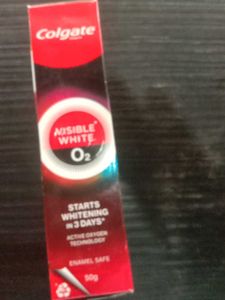 Colgate
VISIBLE
WHITE
O2
STARTS
WHITENING
IN 3 DAYS*
ACTIVE OXYGEN
TECHNOLOGY
ENAMEL SAFE
50g